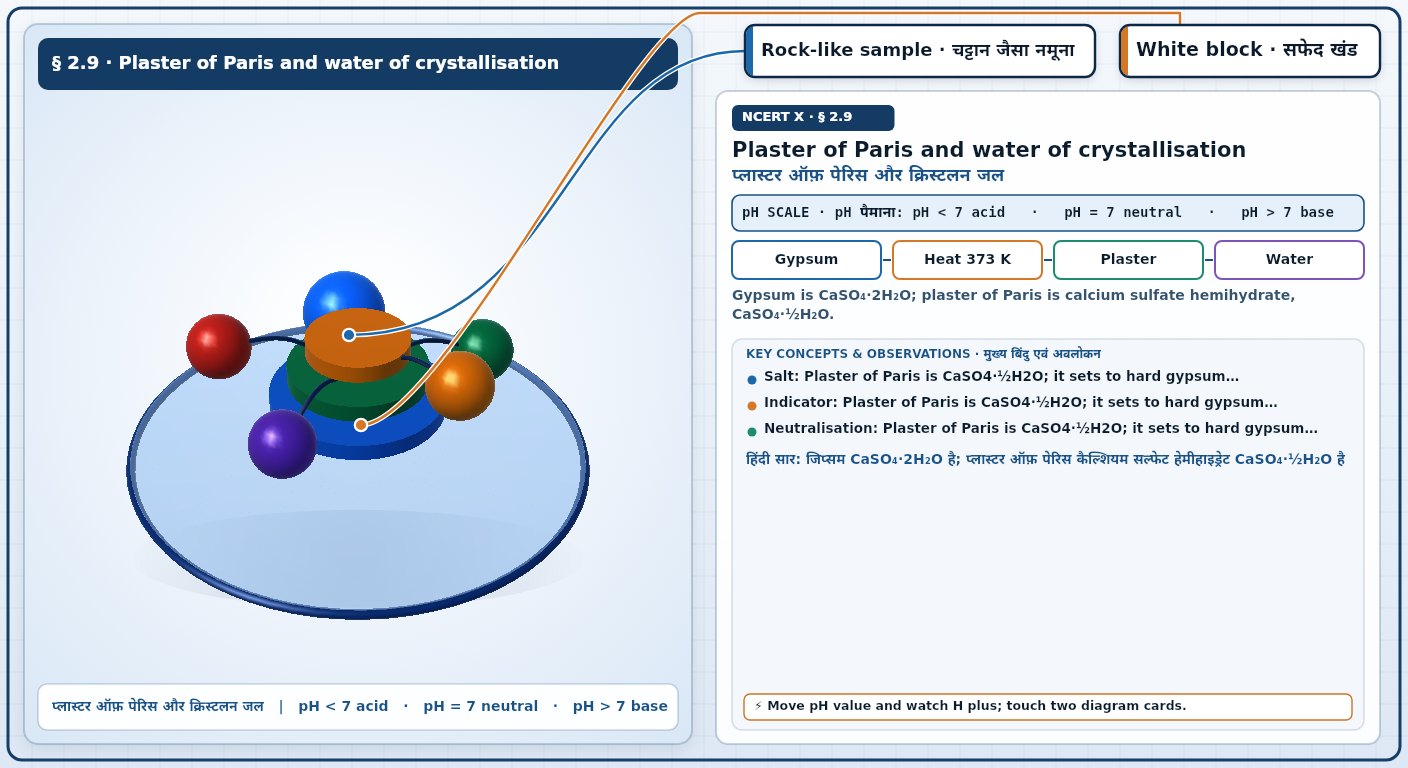 § 2.9 · Plaster of Paris and water of crystallisation
Rock-like sample · चट्टान जैसा नमूना
White block · सफेद खंड
NCERT X · § 2.9
Plaster of Paris and water of crystallisation
प्लास्टर ऑफ़ पेरिस और क्रिस्टलन जल
pH SCALE · pH पैमाना: pH < 7 acid · pH = 7 neutral · pH > 7 base
Gypsum
Heat 373 K
Plaster
Water
Gypsum is CaSO₄·2H₂O; plaster of Paris is calcium sulfate hemihydrate,
CaSO₄·½H₂O.
KEY CONCEPTS & OBSERVATIONS · मुख्य बिंदु एवं अवलोकन
Salt: Plaster of Paris is CaSO4·½H2O; it sets to hard gypsum…
Indicator: Plaster of Paris is CaSO4·½H2O; it sets to hard gypsum…
Neutralisation: Plaster of Paris is CaSO4·½H2O; it sets to hard gypsum…
हिंदी सार: जिप्सम CaSO₄·2H₂O है; प्लास्टर ऑफ़ पेरिस कैल्शियम सल्फेट हेमीहाइड्रेट CaSO₄·½H₂O है
⚡ Move pH value and watch H plus; touch two diagram cards.
प्लास्टर ऑफ़ पेरिस और क्रिस्टलन जल | pH < 7 acid · pH = 7 neutral · pH > 7 base